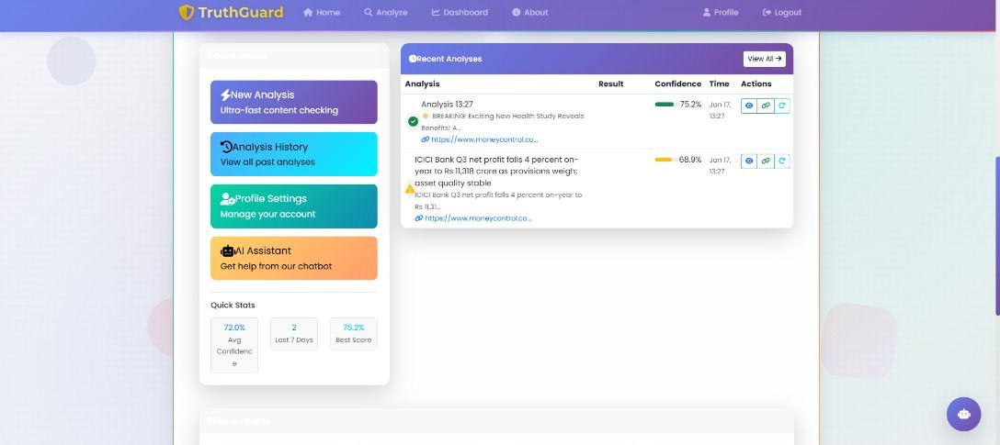 TruthGuard
Home
Analyze
Dashboard
About
Profile
Logout
Quick Actions
New Analysis
Ultra-fast content checking
Analysis History
View all past analyses
Profile Settings
Manage your account
AI Assistant
Get help from our chatbot
Quick Stats
72.0%
Avg
Confidenc
e
2
Last 7 Days
75.2%
Best Score
Recent Analyses
View All →
Analysis Result Confidence Time Actions
Analysis 13:27
BREAKING: Exciting New Health Study Reveals
Benefits! A...
https://www.moneycontrol.co...
75.2%
Jan 17,
13:27
ICICI Bank Q3 net profit falls 4 percent on-
year to Rs 11,318 crore as provisions weigh;
asset quality stable
ICICI Bank Q3 net profit falls 4 percent on-year to
Rs 11,31...
https://www.moneycontrol.co...
68.9%
Jan 17,
13:27
Tips & Insights